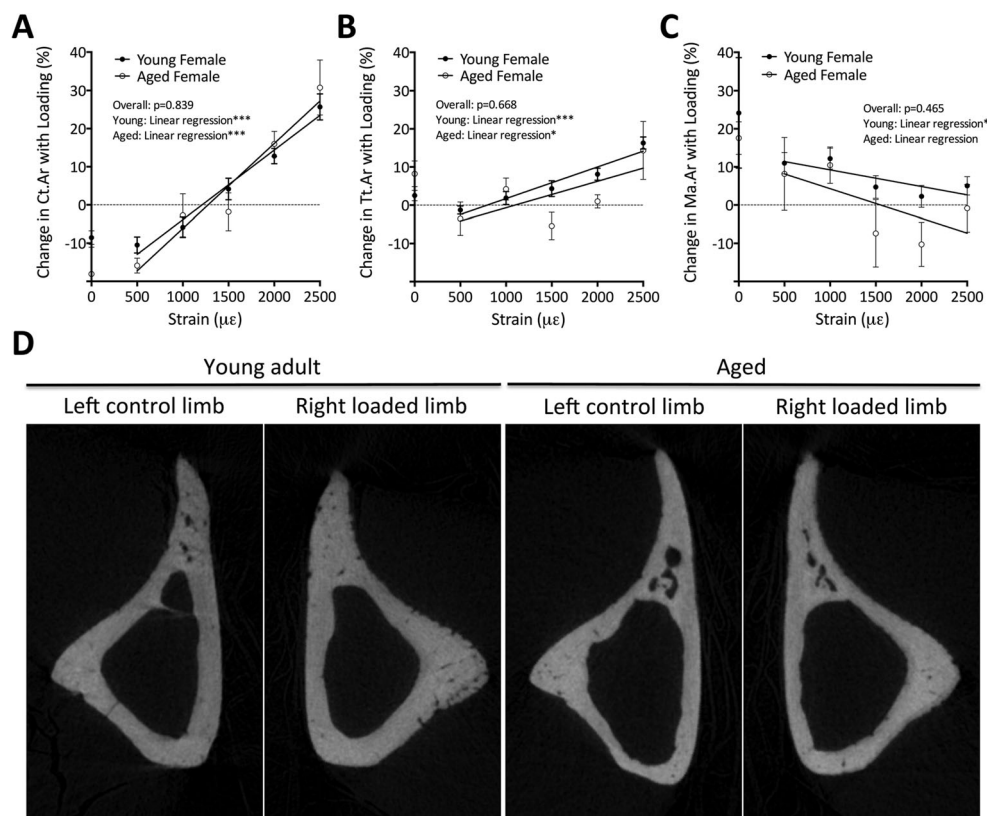 A
Change in Ct.Ar with Loading (%)
40
30
20
10
0
-10
Young Female
Aged Female
Overall: p=0.839
Young: Linear regression***
Aged: Linear regression***
0 500 1000 1500 2000 2500
Strain (με)
B
Change in Tt.Ar with Loading (%)
40
30
20
10
0
-10
Young Female
Aged Female
Overall: p=0.668
Young: Linear regression***
Aged: Linear regression*
0 500 1000 1500 2000 2500
Strain (με)
C
Change in Ma.Ar with Loading (%)
40
30
20
10
0
-10
Young Female
Aged Female
Overall: p=0.465
Young: Linear regression*
Aged: Linear regression
0 500 1000 1500 2000 2500
Strain (με)
D
Young adult
Aged
Left control limb
Right loaded limb
Left control limb
Right loaded limb